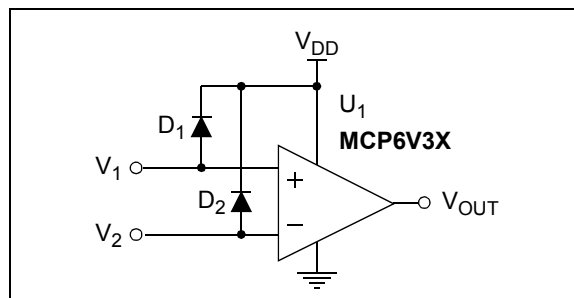 V_DD
U_1
D_1
MCP6V3X
V_1
+
D_2
V_OUT
V_2
−